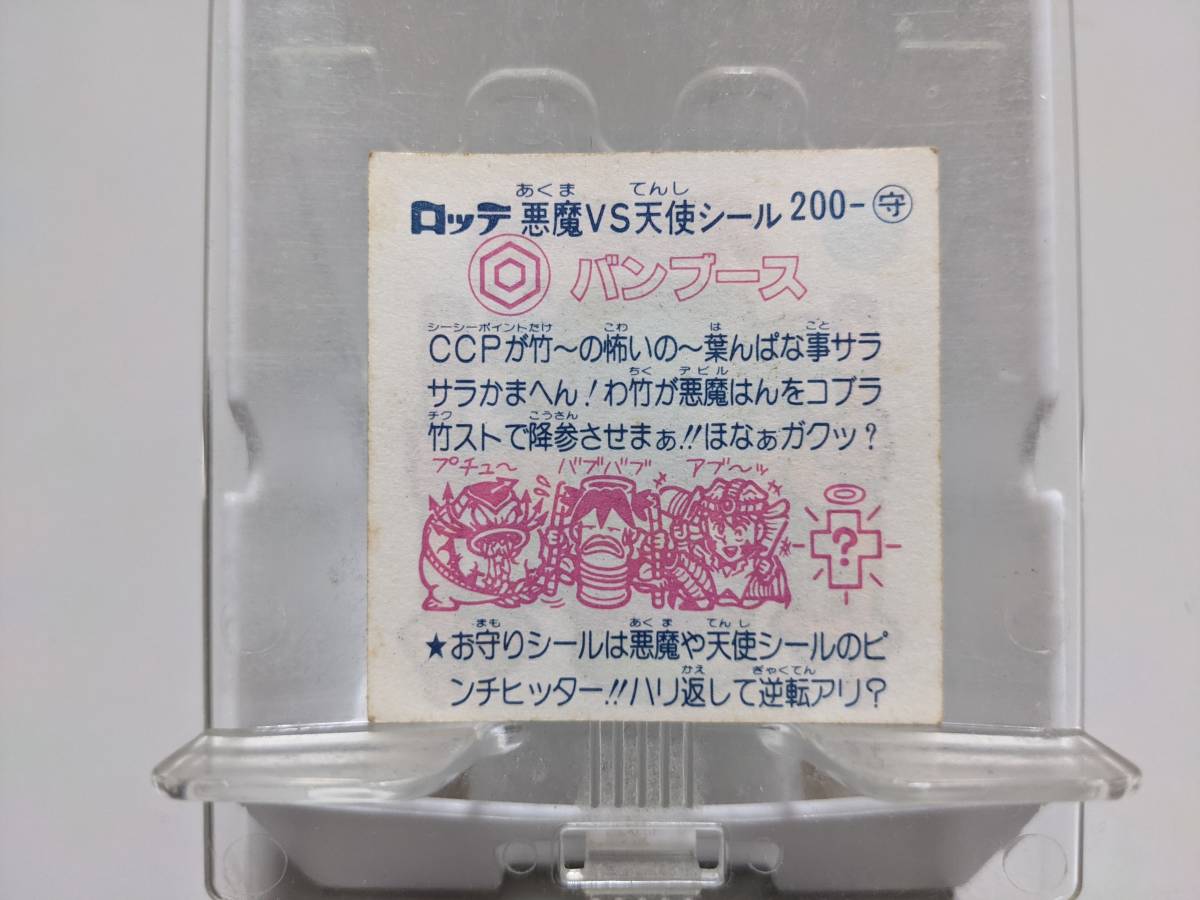 あくま てんし
ロッテ 悪魔VS天使シール 200-守
バンブース
シーシーポイントたけ こわ は ごと
CCPが竹～の怖いの～葉んぱな事サラ
ちく デビル
サラかまへん!わ竹が悪魔はんをコブラ
チク こうさん
竹ストで降参させまぁ!!ほなぁガクッ?
プチュ～ バブバブ アブ～ッ
?
まも あくま てんし
★お守りシールは悪魔や天使シールのピ
かえ ぎゃくてん
ンチヒッター!!ハリ返して逆転アリ?